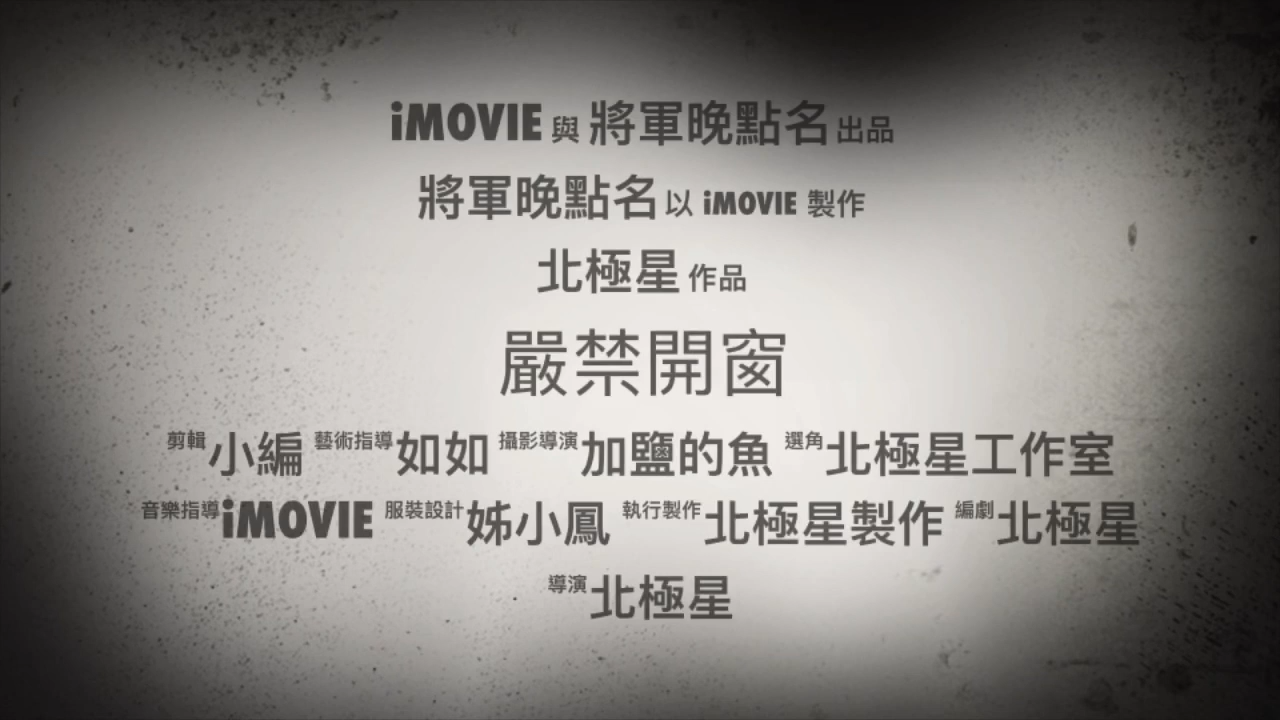 iMOVIE 與 將軍晚點名 出品
將軍晚點名 以 iMOVIE 製作
北極星 作品
嚴禁開窗
剪輯 小編 藝術指導 如如 攝影導演 加鹽的魚 選角 北極星工作室
音樂指導 iMOVIE 服裝設計 姊小鳳 執行製作 北極星製作 編劇 北極星
導演 北極星